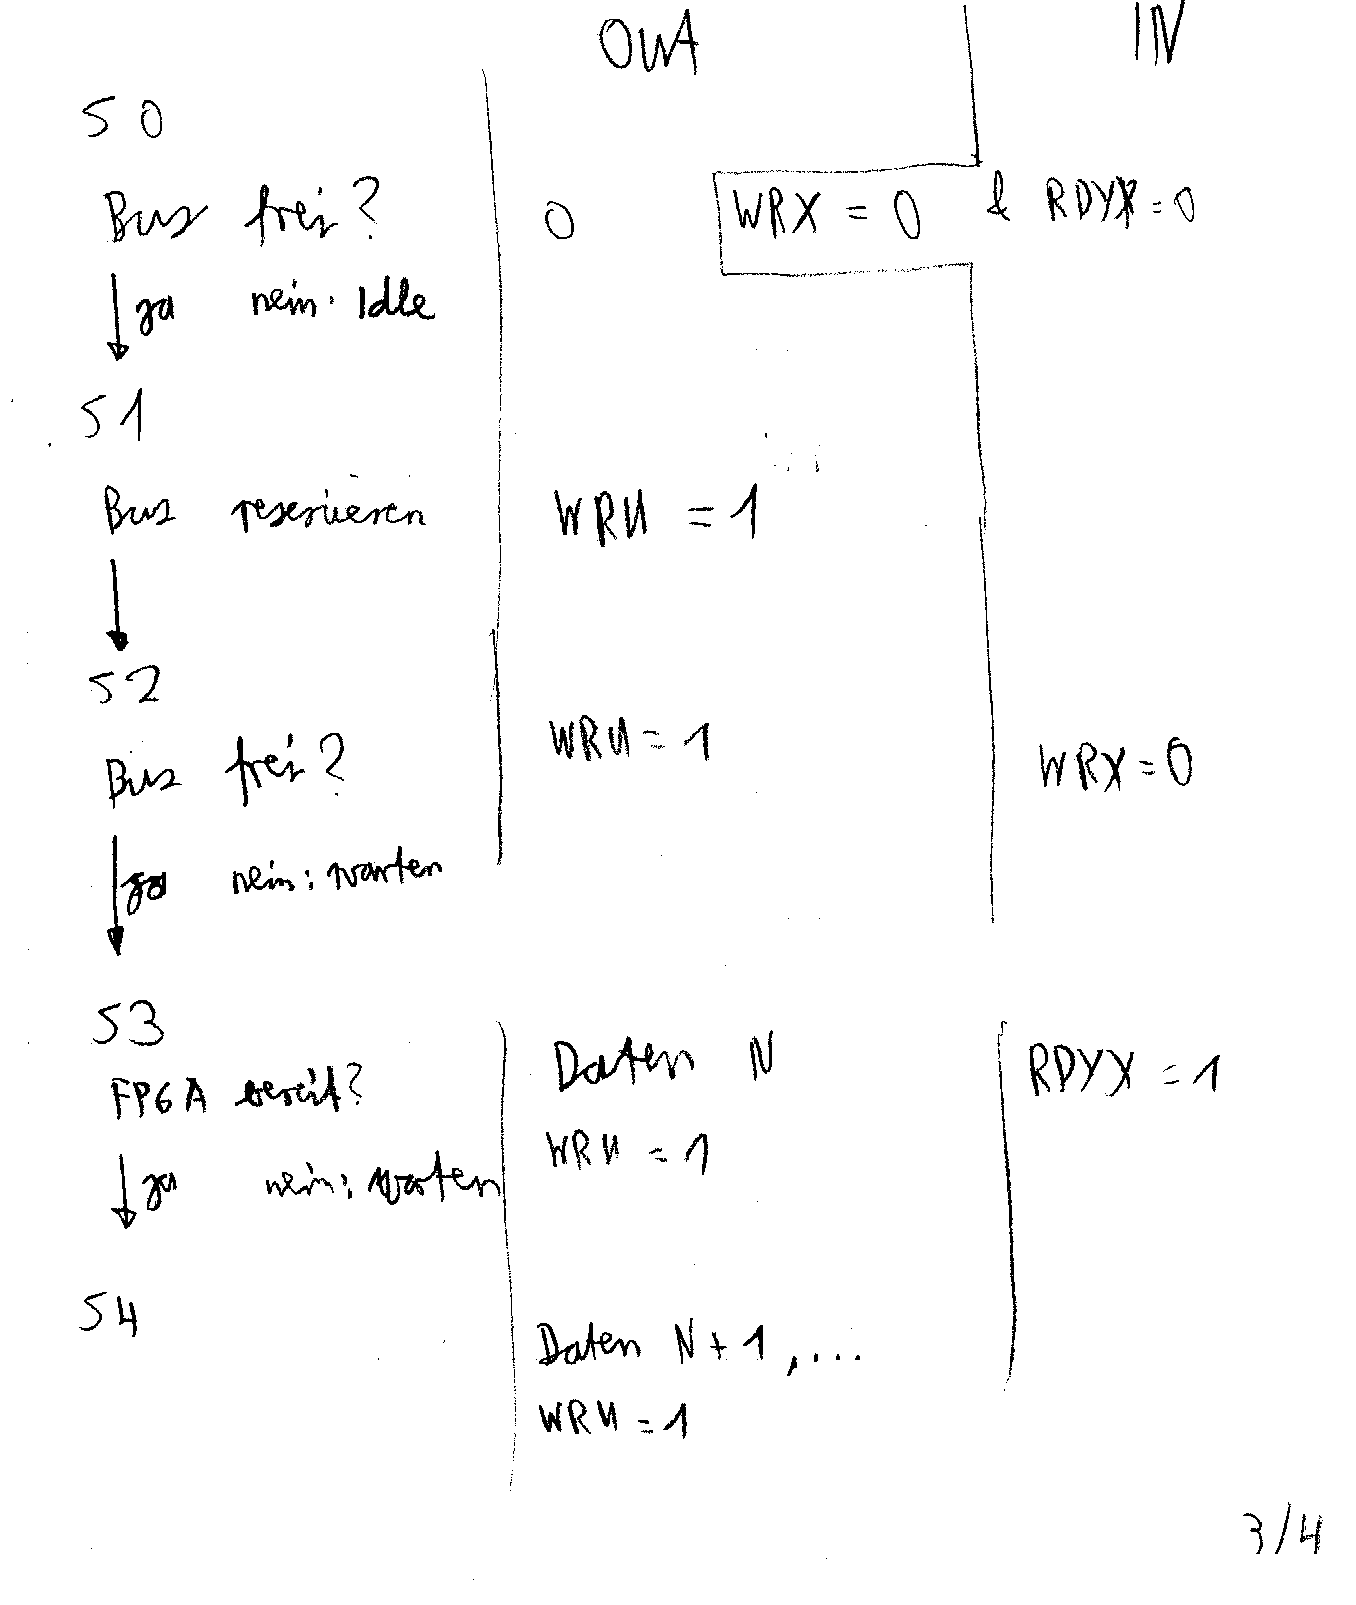 OUT IN
S0
Bus frei? 0 WRX = 0 & RDYX = 0
ja nein: Idle
S1
Bus reservieren WRU = 1
S2
Bus frei? WRU = 1 WRX = 0
ja nein: warten
S3
FPGA bereit? Daten N RDYX = 1
WRU = 1
ja nein: warten
S4
Daten N + 1, ...
WRU = 1
3/4